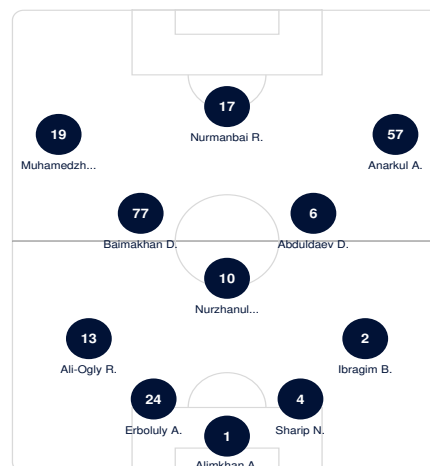 17
Nurmanbai R.
19
Muhamedzh...
57
Anarkul A.
77
Baimakhan D.
6
Abduldaev D.
10
Nurzhanul...
13
Ali-Ogly R.
2
Ibragim B.
24
Erboluly A.
4
Sharip N.
1
Alimkhan A.